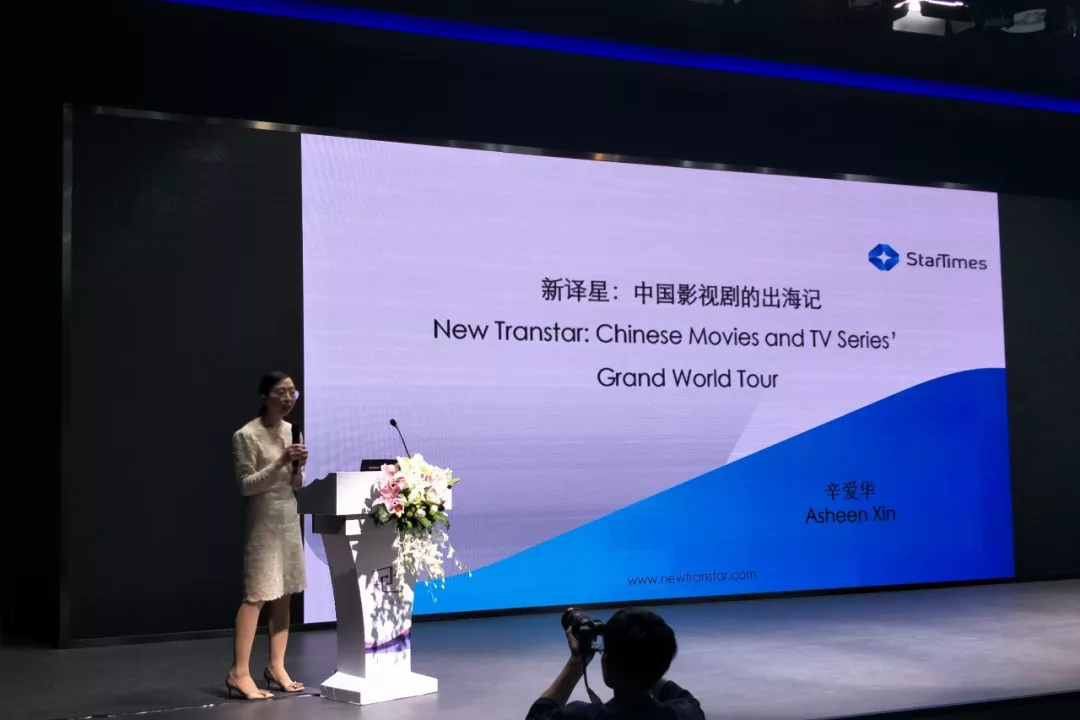 StarTimes
新译星：中国影视剧的出海记
New Transtar: Chinese Movies and TV Series’
Grand World Tour
辛爱华
Asheen Xin
www.newtranstar.com